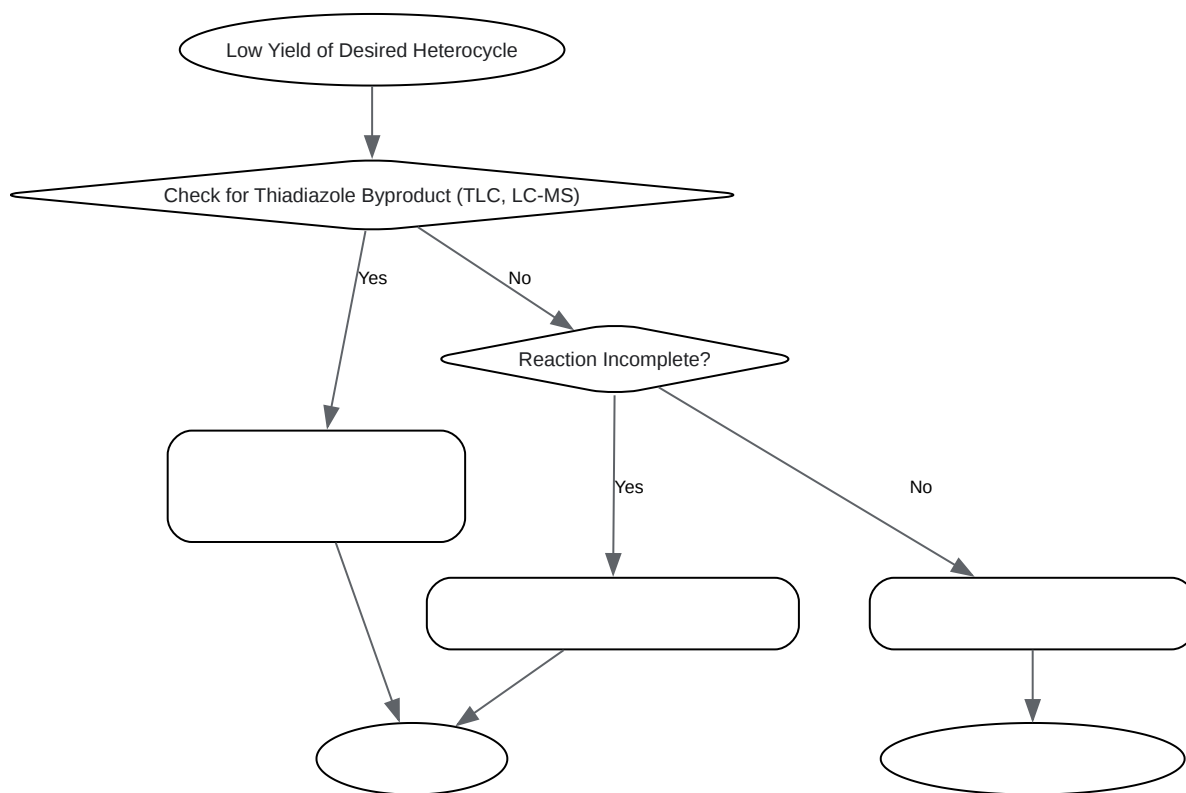 Low Yield of Desired Heterocycle
Check for Thiadiazole Byproduct (TLC, LC-MS)
Yes
No
Reaction Incomplete?
Yes
No